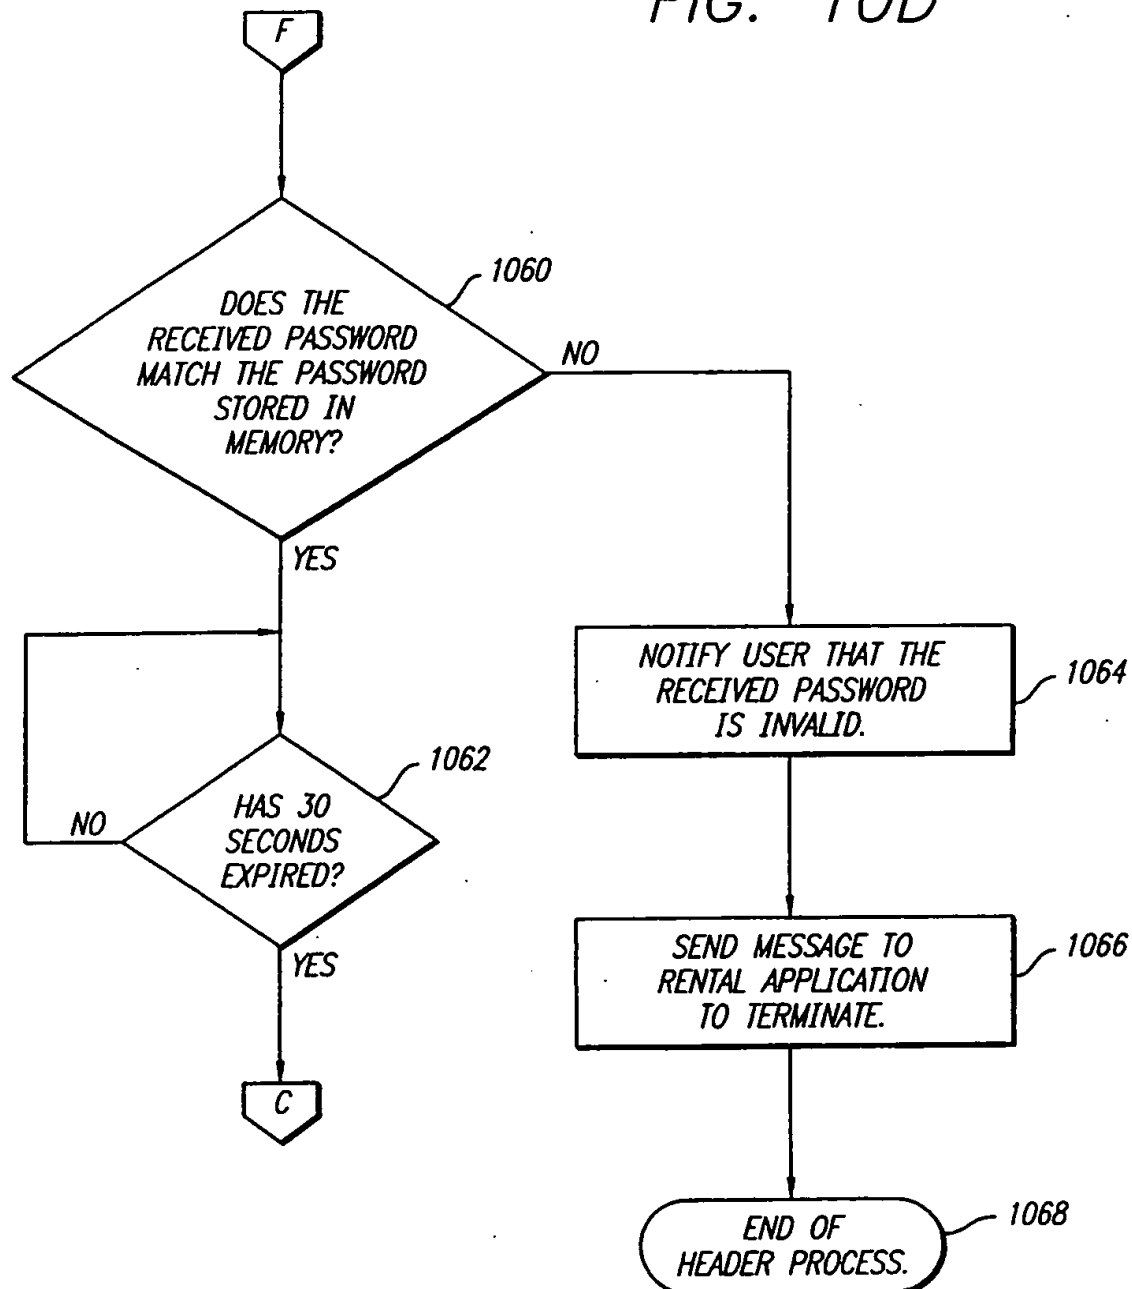 FIG. 10D
F
1060
DOES THE
RECEIVED PASSWORD
MATCH THE PASSWORD
STORED IN
MEMORY?
NO
YES
NOTIFY USER THAT THE
RECEIVED PASSWORD
IS INVALID.
1064
1062
HAS 30
SECONDS
EXPIRED?
NO
YES
SEND MESSAGE TO
RENTAL APPLICATION
TO TERMINATE.
1066
C
END OF
HEADER PROCESS.
1068